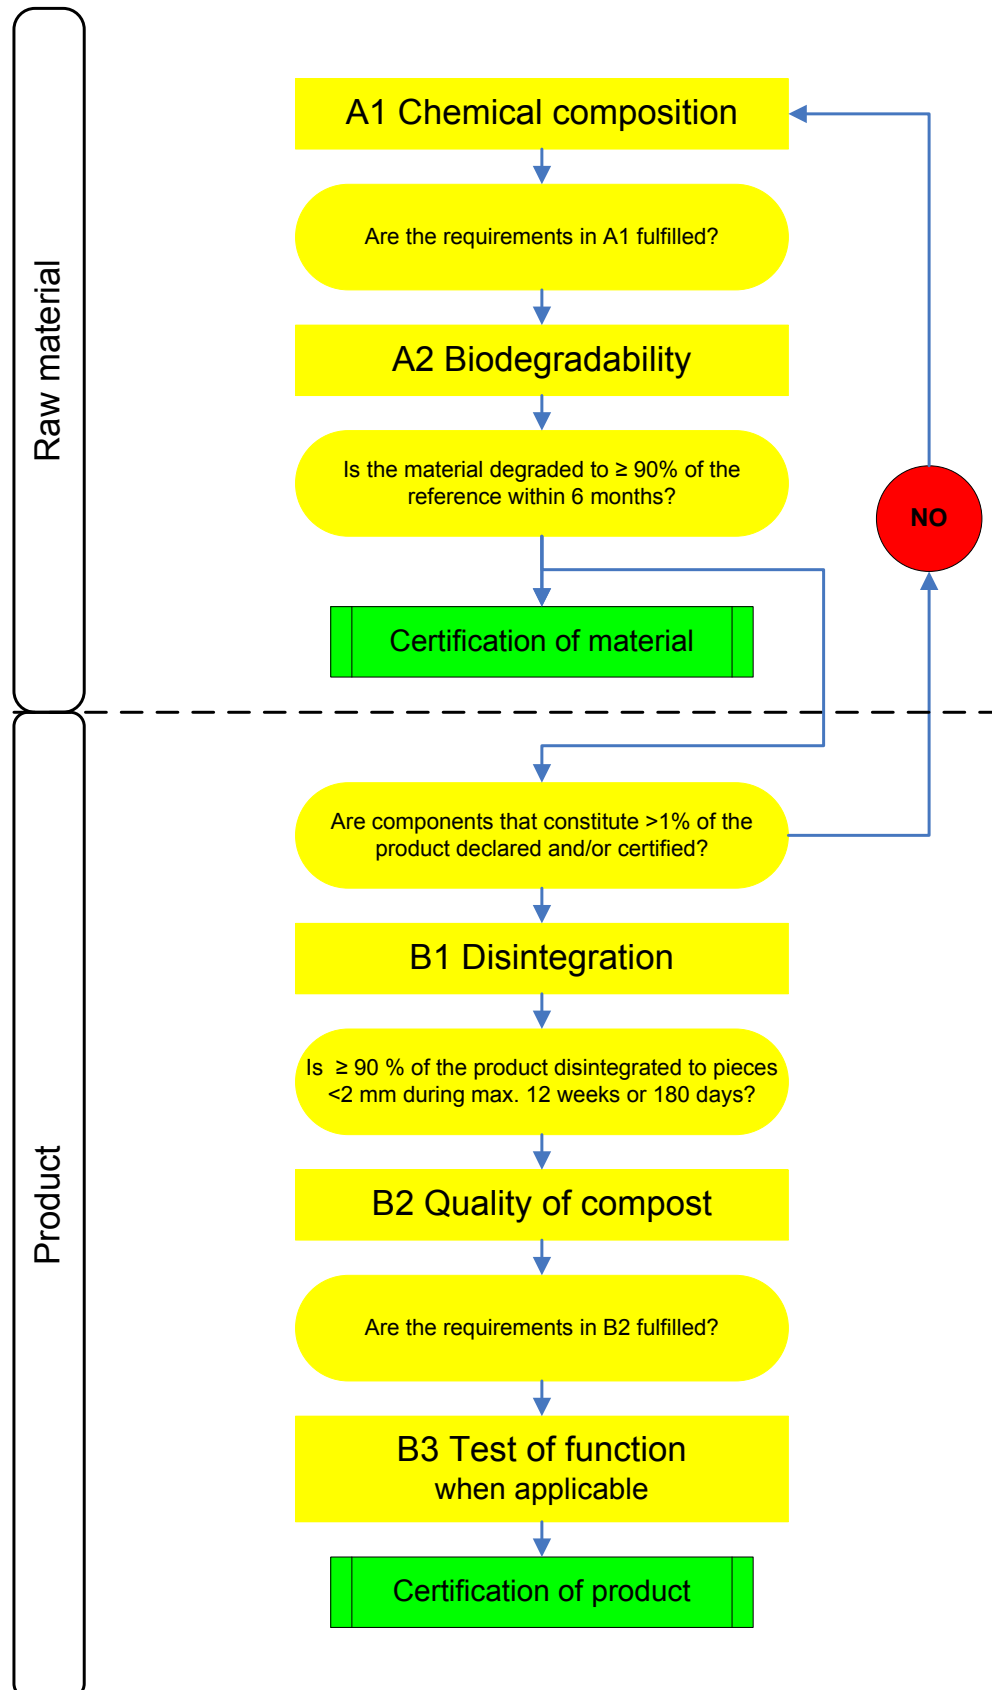 Raw material
A1 Chemical composition
Are the requirements in A1 fulfilled?
A2 Biodegradability
Is the material degraded to ≥ 90% of the
reference within 6 months?
NO
Certification of material
Product
Are components that constitute >1% of the
product declared and/or certified?
B1 Disintegration
Is ≥ 90 % of the product disintegrated to pieces
<2 mm during max. 12 weeks or 180 days?
B2 Quality of compost
Are the requirements in B2 fulfilled?
B3 Test of function
when applicable
Certification of product